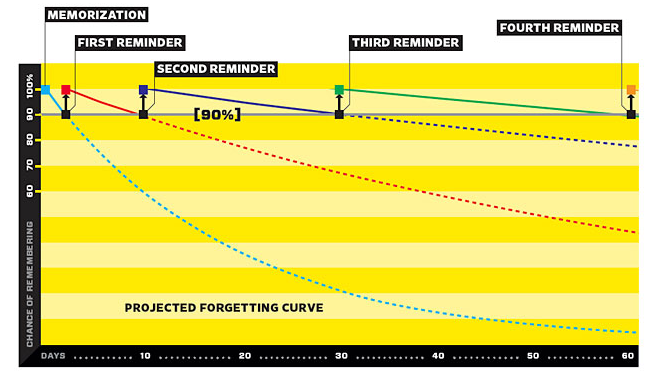 MEMORIZATION
FOURTH REMINDER
FIRST REMINDER
THIRD REMINDER
SECOND REMINDER
100%
90
[90%]
80
70
60
CHANCE OF REMEMBERING
PROJECTED FORGETTING CURVE
DAYS 10 20 30 40 50 60